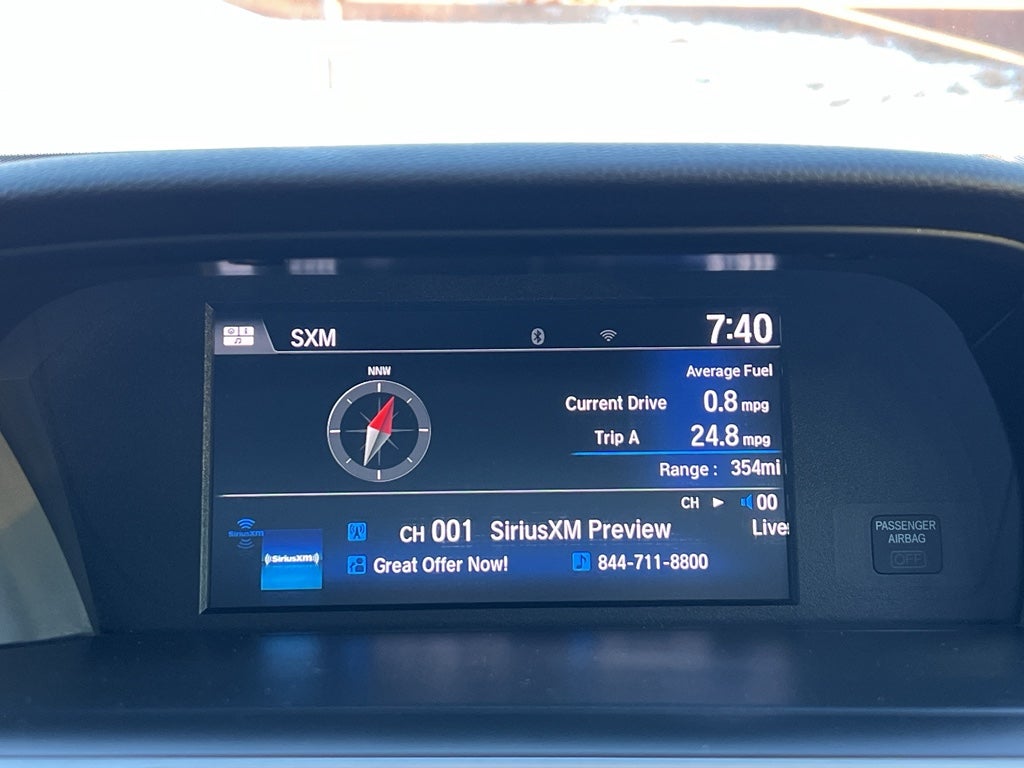 SXM
7:40
NNW
Average Fuel
Current Drive 0.8 mpg
Trip A 24.8 mpg
Range : 354mi
CH 00
SiriusXM
((SiriusXM))
CH 001 SiriusXM Preview Live
Great Offer Now! 844-711-8800
PASSENGER
AIRBAG
OFF